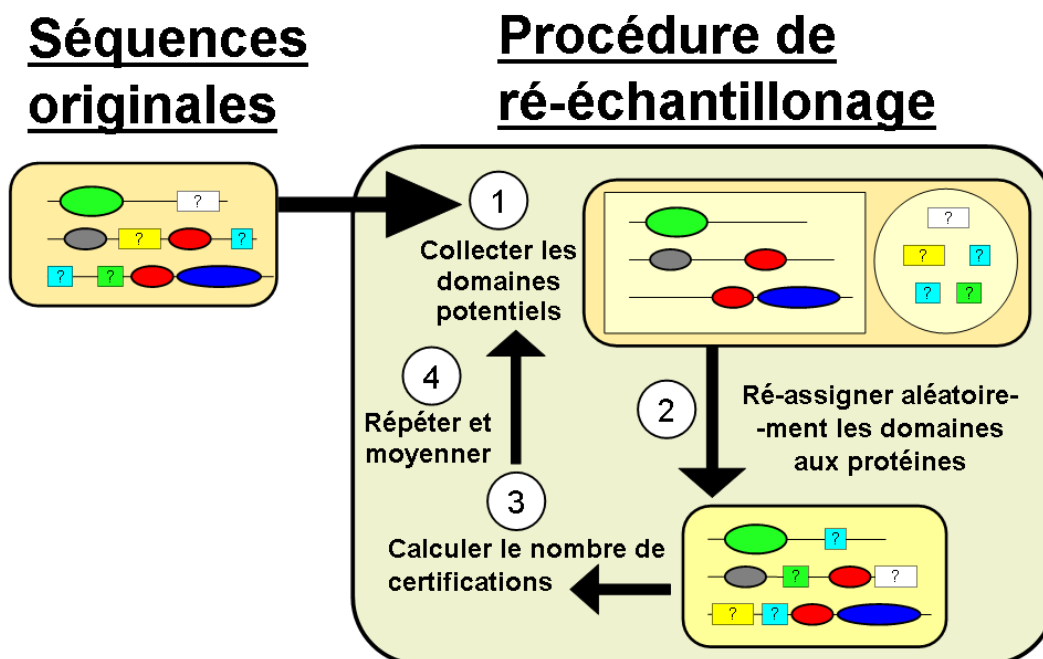 Séquences
originales
Procédure de
ré-échantillonage
?
? ?
? ?
1
Collecter les
domaines
potentiels
?
? ?
? ?
4
Répéter et
moyenner
2
Ré-assigner aléatoire-
-ment les domaines
aux protéines
3
Calculer le nombre de
certifications
?
? ?
? ?